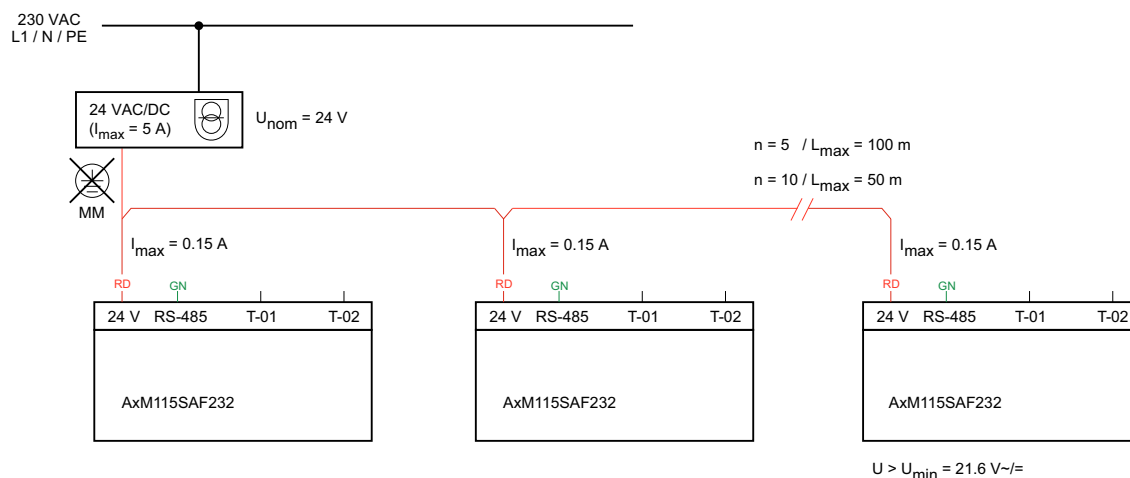 230 VAC
L1 / N / PE
24 VAC/DC
(Imax = 5 A)
Unom = 24 V
n = 5 / Lmax = 100 m
n = 10 / Lmax = 50 m
MM
Imax = 0.15 A
Imax = 0.15 A
Imax = 0.15 A
RD GN
RD GN
RD GN
24 V RS-485 T-01 T-02
24 V RS-485 T-01 T-02
24 V RS-485 T-01 T-02
AxM115SAF232
AxM115SAF232
AxM115SAF232
U > Umin = 21.6 V~/=